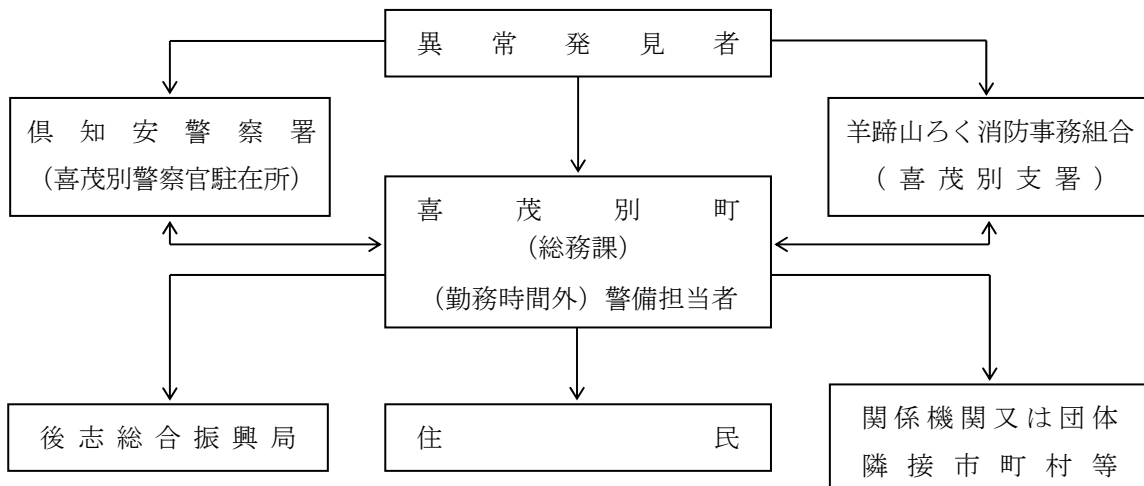 異常発見者
倶知安警察署
（喜茂別警察官駐在所）
羊蹄山ろく消防事務組合
（喜茂別支署）
喜茂別町
（総務課）
（勤務時間外）警備担当者
後志総合振興局
住民
関係機関又は団体
隣接市町村等